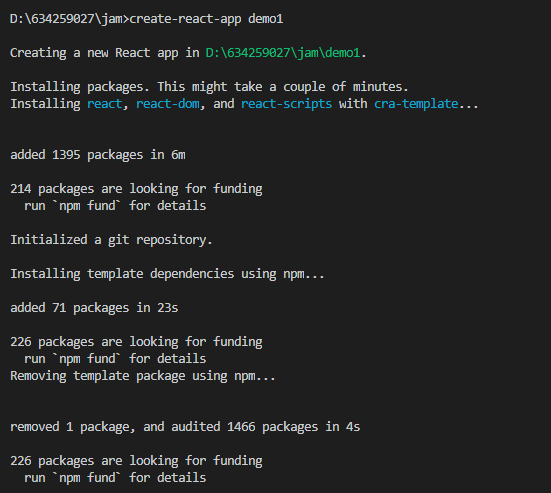 D:\634259027\jam>create-react-app demo1
Creating a new React app in D:\634259027\jam\demo1.
Installing packages. This might take a couple of minutes.
Installing react, react-dom, and react-scripts with cra-template...
added 1395 packages in 6m
214 packages are looking for funding
  run `npm fund` for details
Initialized a git repository.
Installing template dependencies using npm...
added 71 packages in 23s
226 packages are looking for funding
  run `npm fund` for details
Removing template package using npm...
removed 1 package, and audited 1466 packages in 4s
226 packages are looking for funding
  run `npm fund` for details